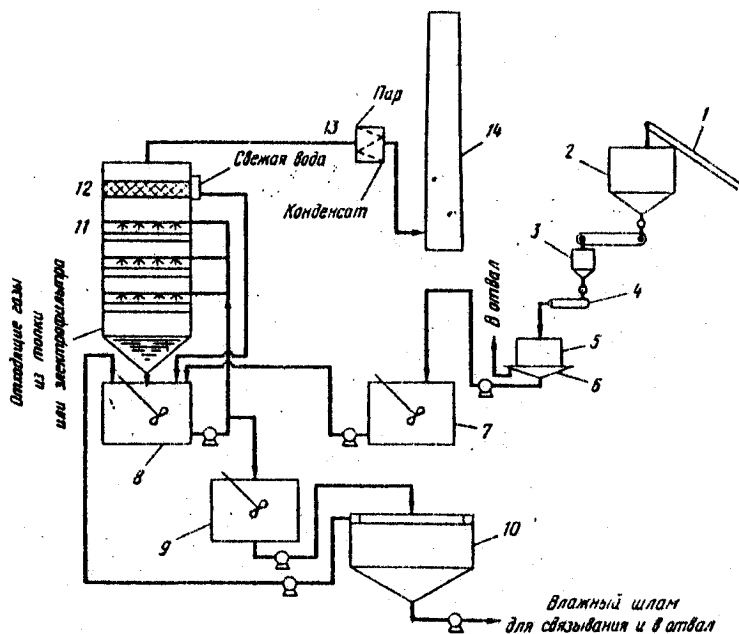 Пар
13
14
1
2
Свежая вода
12
Конденсат
11
3
4
В отвал
Отходящие газы
из топки
или электрофильтра
5
6
7
8
9
10
Влажный шлам
для связывания и в отвал